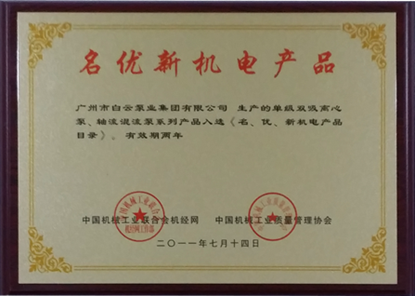 名优新机电产品
广州市白云泵业集团有限公司 生产的单级双吸离心
泵、轴流混流泵系列产品入选《名、优、新机电产品
目录》。有效期两年
中国机械工业联合会机经网 中国机械工业质量管理协会
二〇一一年七月十四日